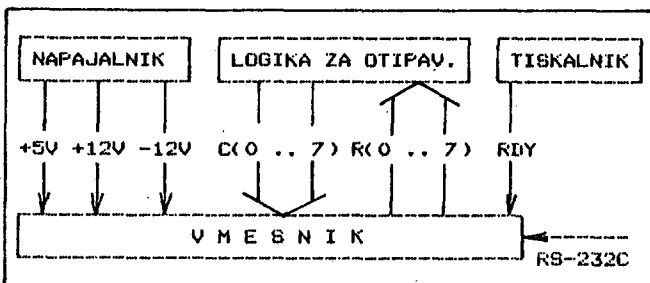 NAPAJALNIK LOGIKA ZA OTIPAV. TISKALNIK
+5V +12V -12V C(0 .. 7) R(0 .. 7) RDY
V M E S N I K
RS-232C